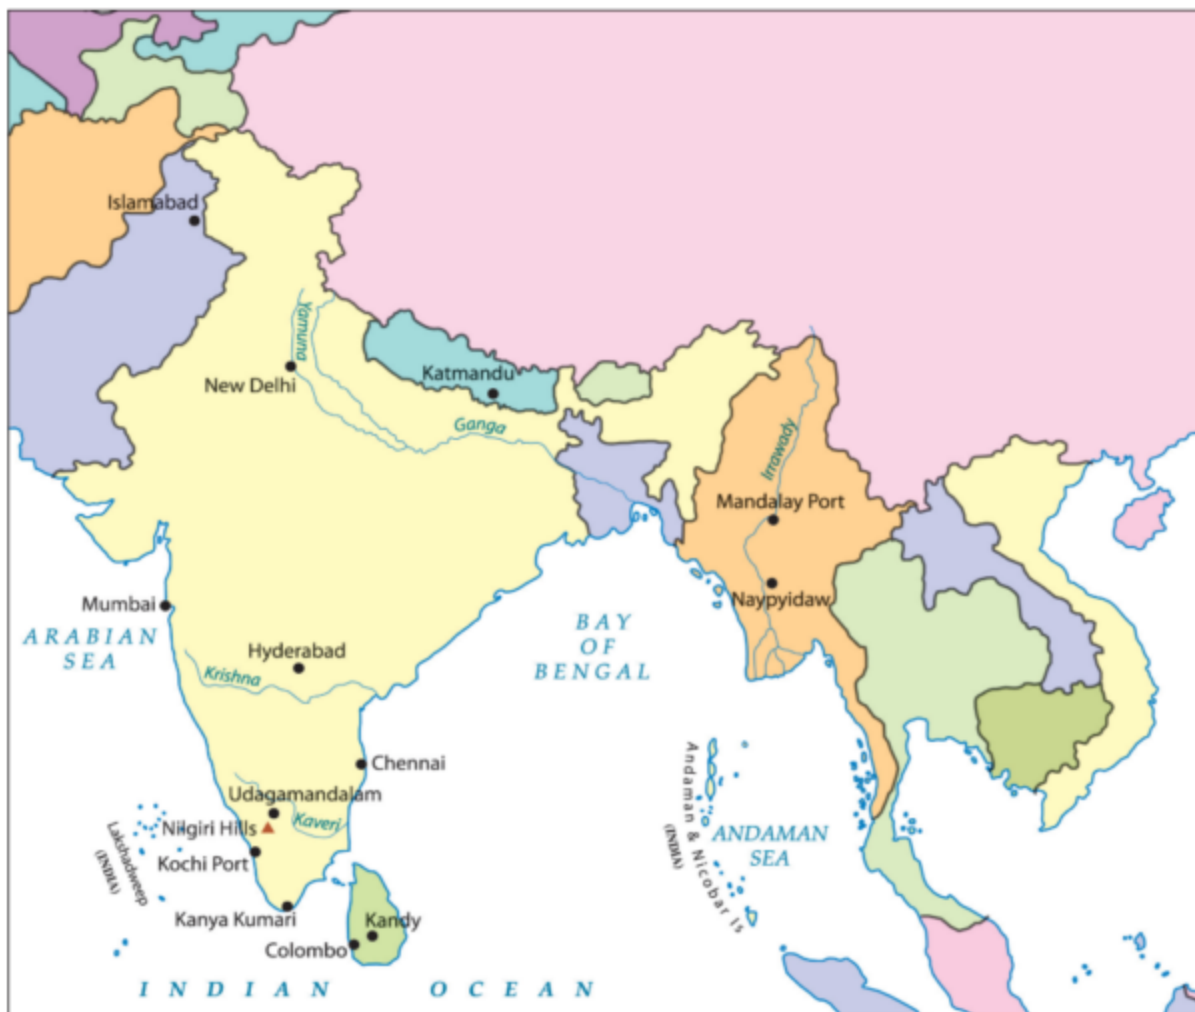 Islamabad
Yamuna
New Delhi
Katmandu
Ganga
Irrawady
Mandalay Port
Naypyidaw
Mumbai
ARABIAN
SEA
BAY
OF
BENGAL
Hyderabad
Krishna
Chennai
Udagamandalam
Nilgiri Hills
Kaveri
Kochi Port
Lakshadweep
(INDIA)
Andaman & Nicobar Is
(INDIA)
ANDAMAN
SEA
Kanya Kumari
Kandy
Colombo
INDIAN OCEAN